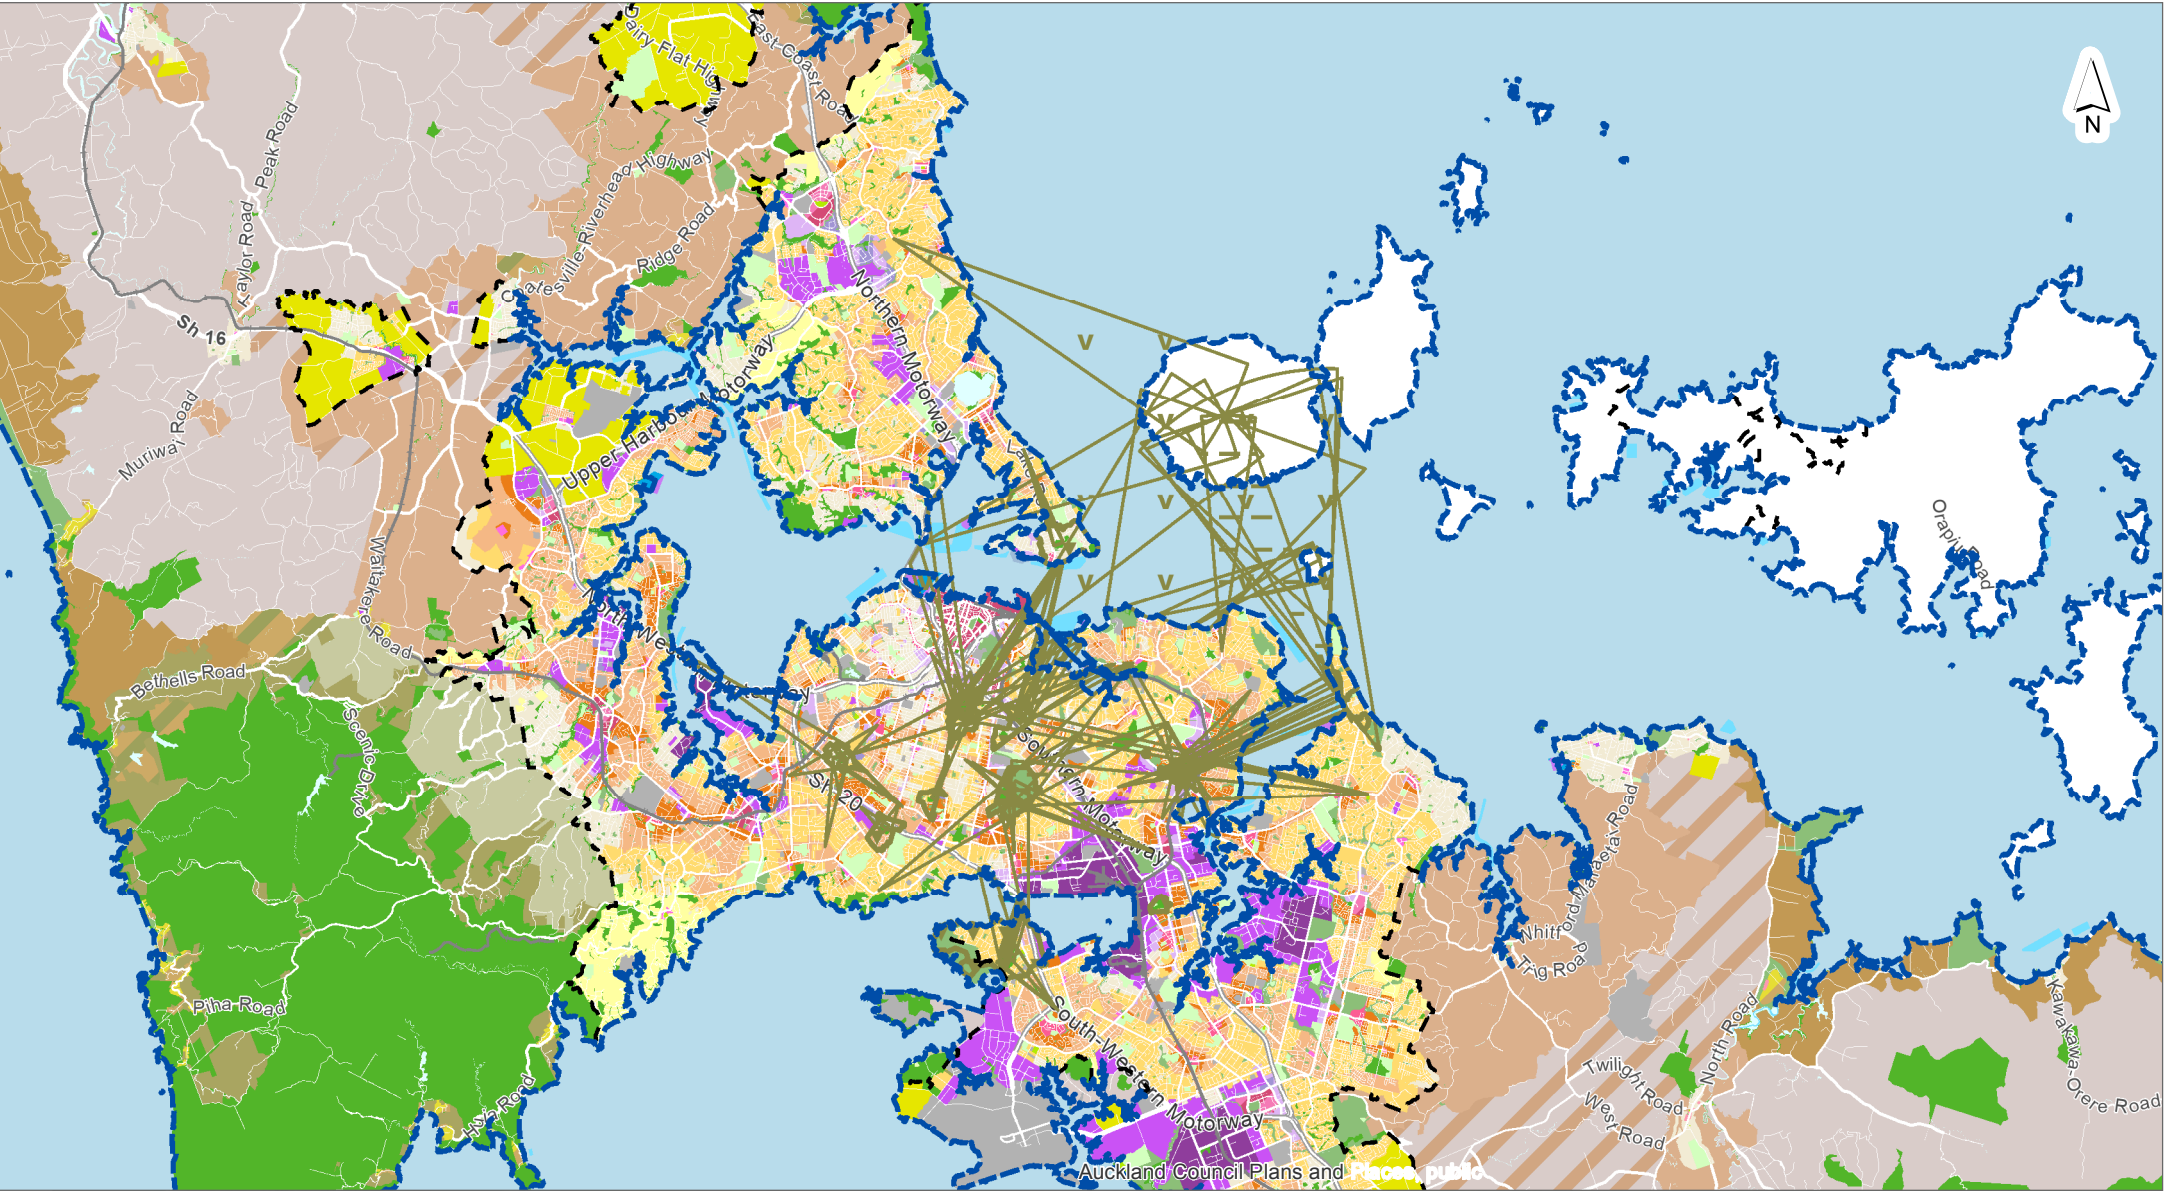 Dairy Flat Highway
East Coast Road
N
Peak Road
Highway
Coatesville-Riverhead
Ridge Road
Kaylor Road
Sh 16
Northern Motorway
Muriwai Road
Upper Harbour Motorway
Waitakere Road
North-Western Motorway
Bethells Road
Scenic Drive
Southern Motorway
Sh 20
Orapiu Road
Whitford Maraetai Road
Trig Road
Piha Road
Huia Road
South-Western Motorway
North Road
Twilight Road
West Road
Kawakawa-Orere Road
Auckland Council Plans and Places, public